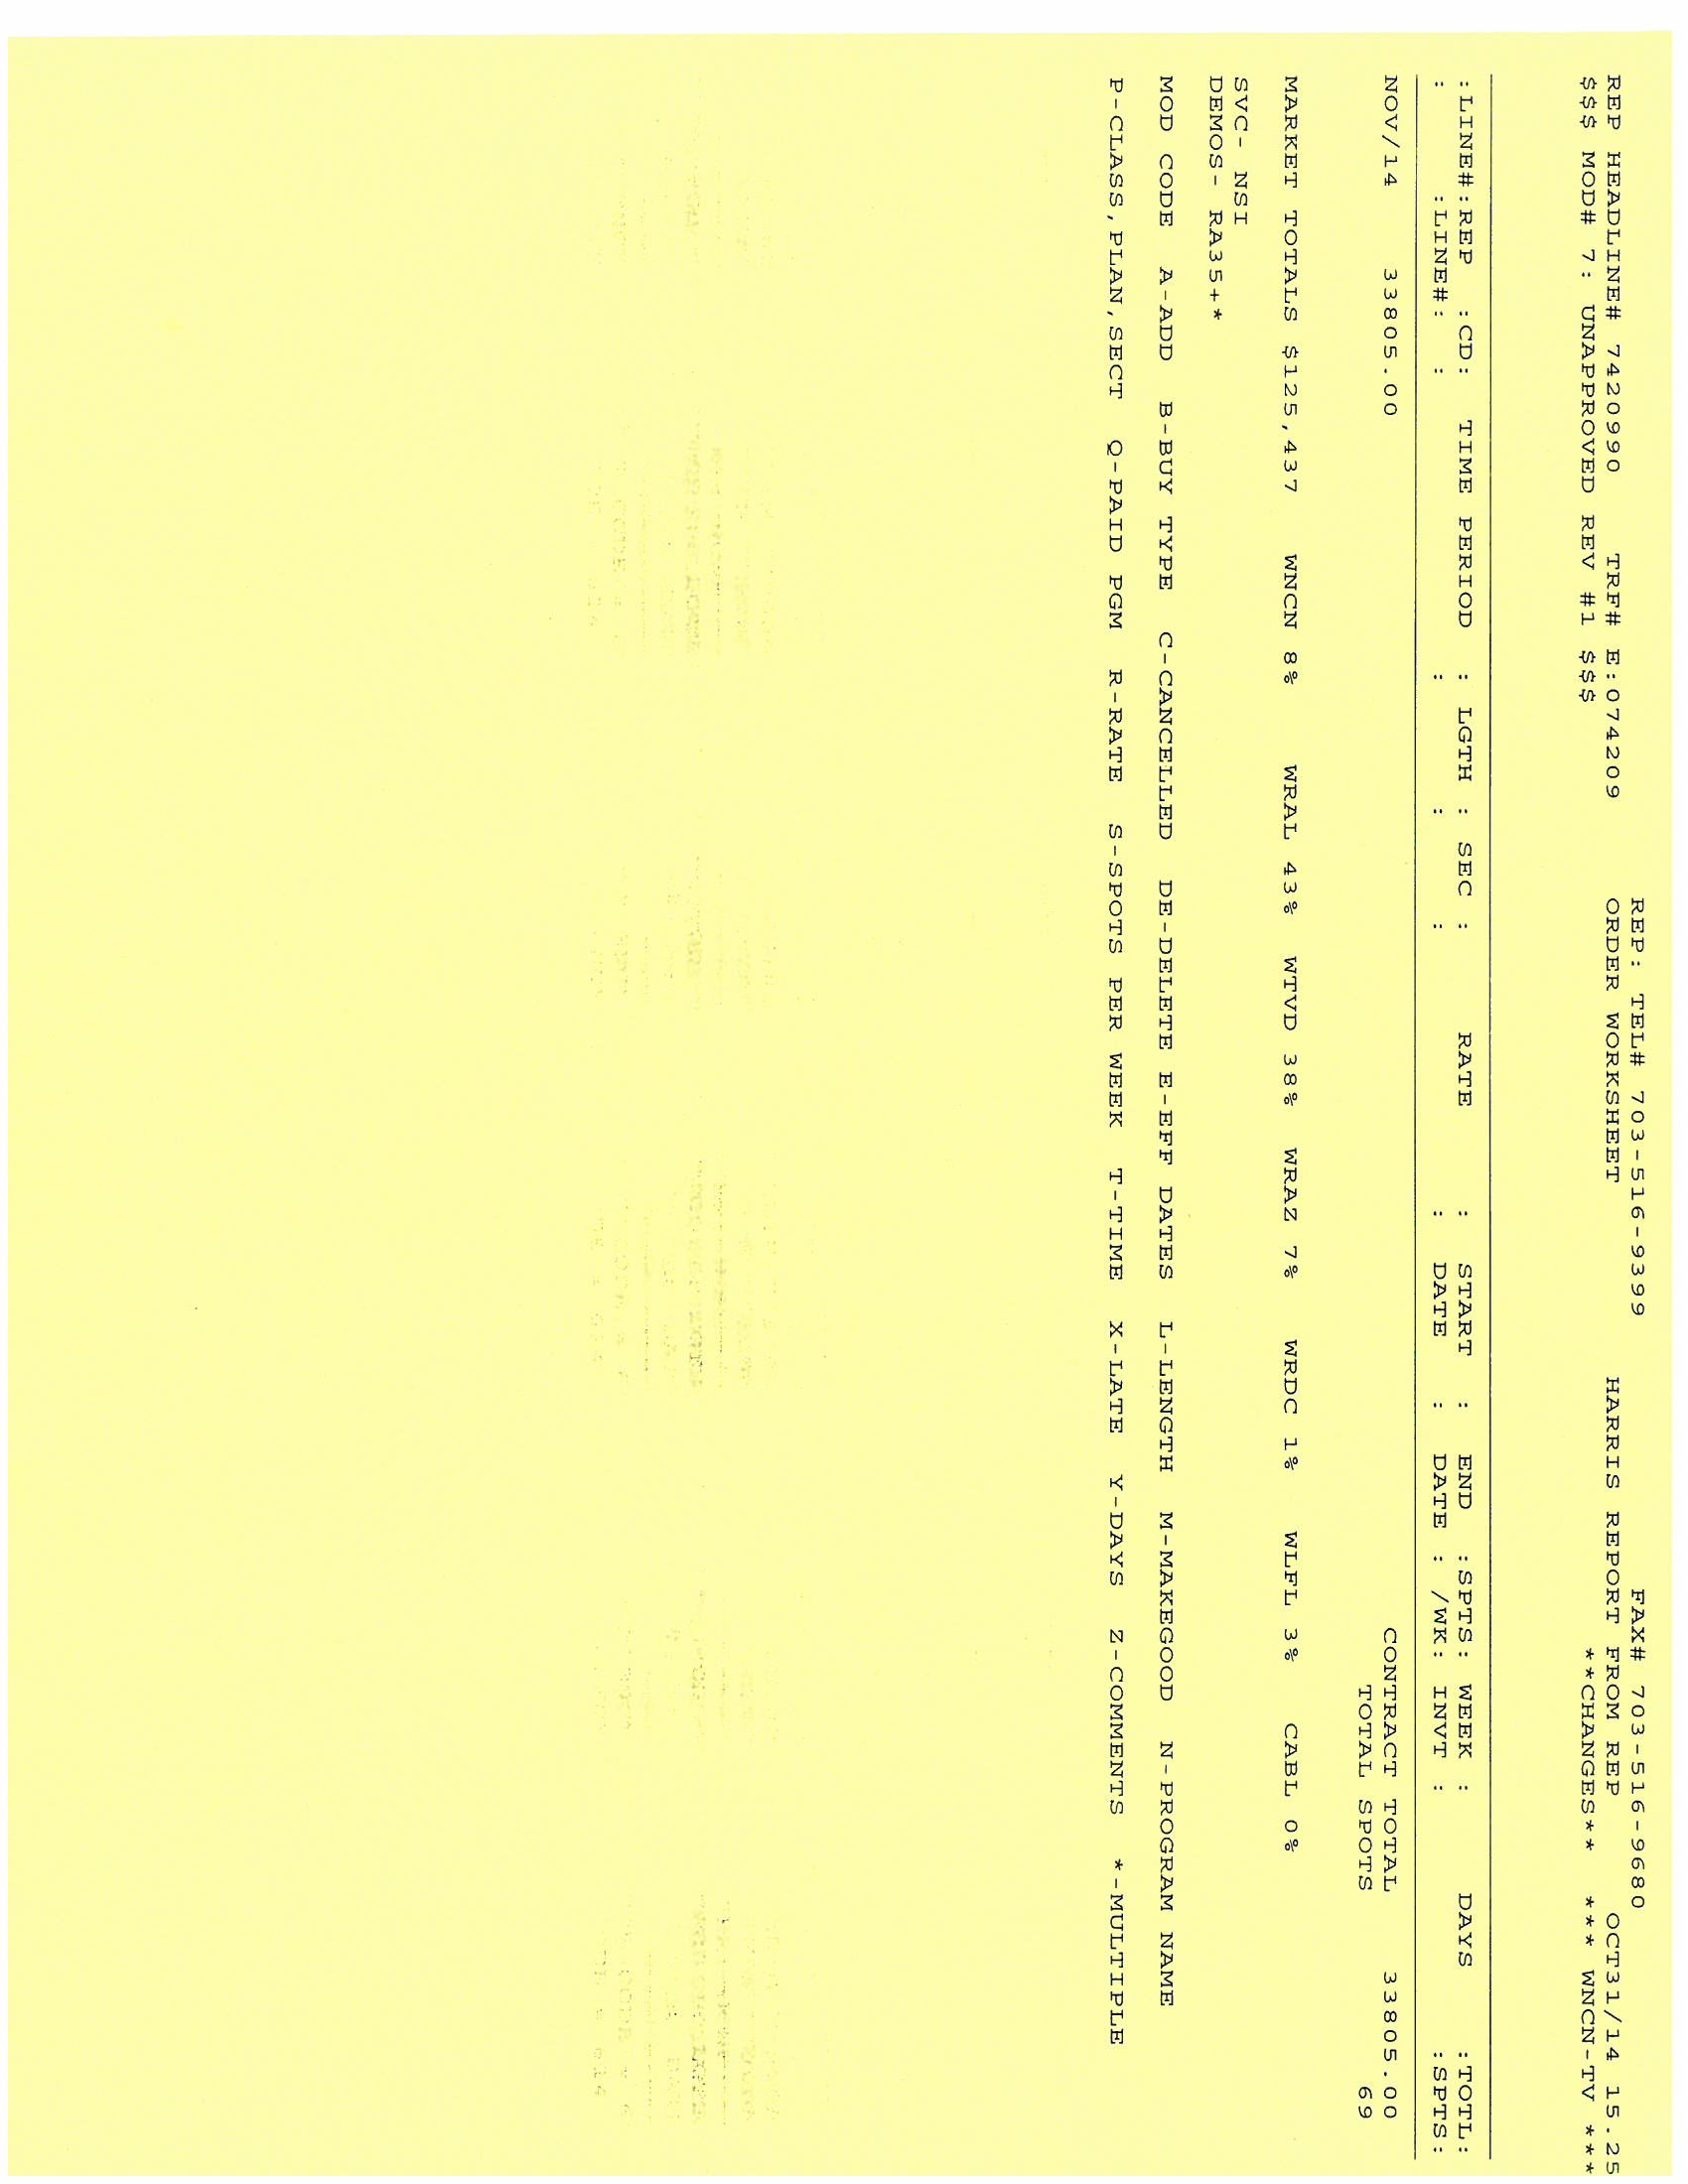 REP: TEL# 703-516-9399 FAX# 703-516-9680
REP HEADLINE# 7420990 TRF# E:074209 ORDER WORKSHEET HARRIS REPORT FROM REP OCT31/14 15.25
$$$ MOD# 7: UNAPPROVED REV #1 $$$ **CHANGES** *** WNCN-TV ***
:LINE#:REP :CD: TIME PERIOD : LGTH : SEC : RATE : START : END :SPTS: WEEK : DAYS :TOTL:
: :LINE#: : : : : : DATE : DATE : /WK: INVT : :SPTS:
NOV/14 33805.00 CONTRACT TOTAL 33805.00
TOTAL SPOTS 69
MARKET TOTALS $125,437 WNCN 8% WRAL 43% WTVD 38% WRAZ 7% WRDC 1% WLFL 3% CABL 0%
SVC- NSI
DEMOS- RA35+*
MOD CODE A-ADD B-BUY TYPE C-CANCELLED DE-DELETE E-EFF DATES L-LENGTH M-MAKEGOOD N-PROGRAM NAME
P-CLASS,PLAN,SECT Q-PAID PGM R-RATE S-SPOTS PER WEEK T-TIME X-LATE Y-DAYS Z-COMMENTS *-MULTIPLE